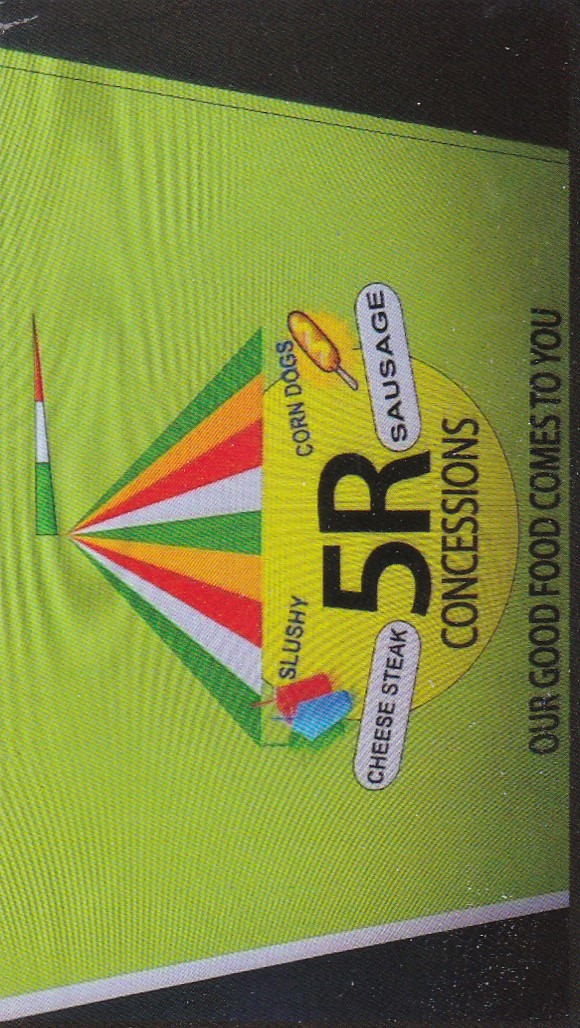 SLUSHY
CORN DOGS
CHEESE STEAK
5R
SAUSAGE
CONCESSIONS
OUR GOOD FOOD COMES TO YOU